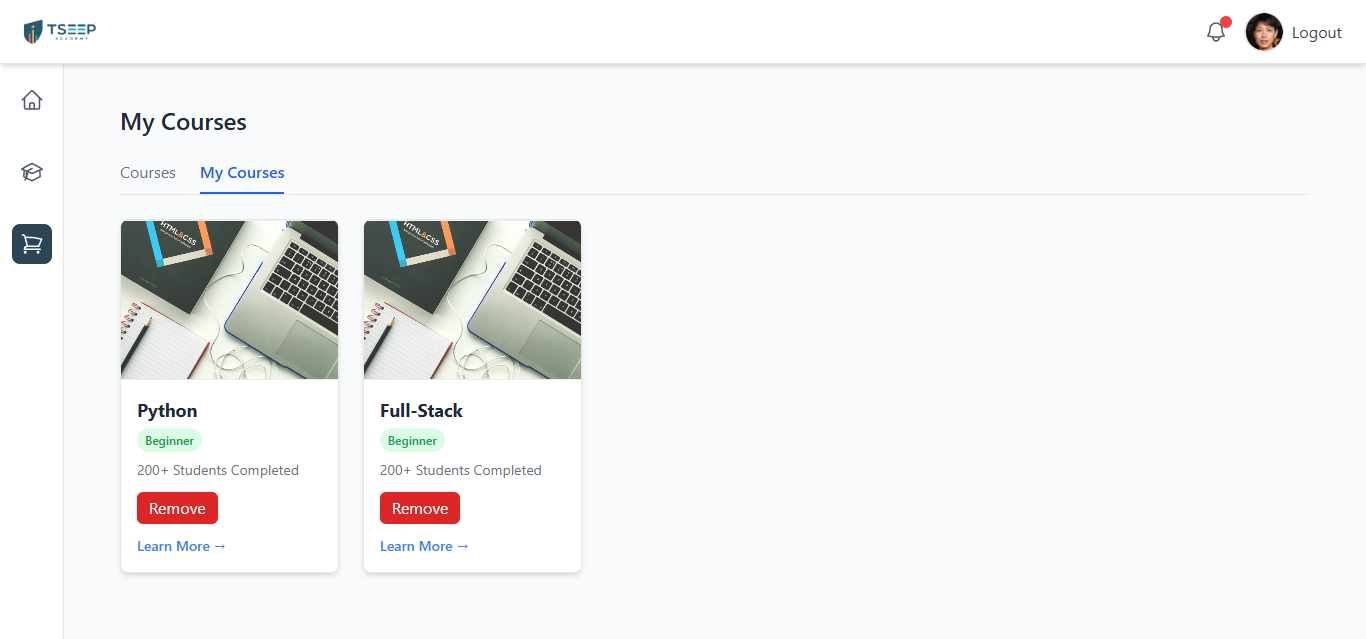 TSEEP
ACADEMY
Logout
My Courses
Courses
My Courses
HTML&CSS
HTML&CSS
Python
Full-Stack
Beginner
Beginner
200+ Students Completed
200+ Students Completed
Remove
Remove
Learn More →
Learn More →